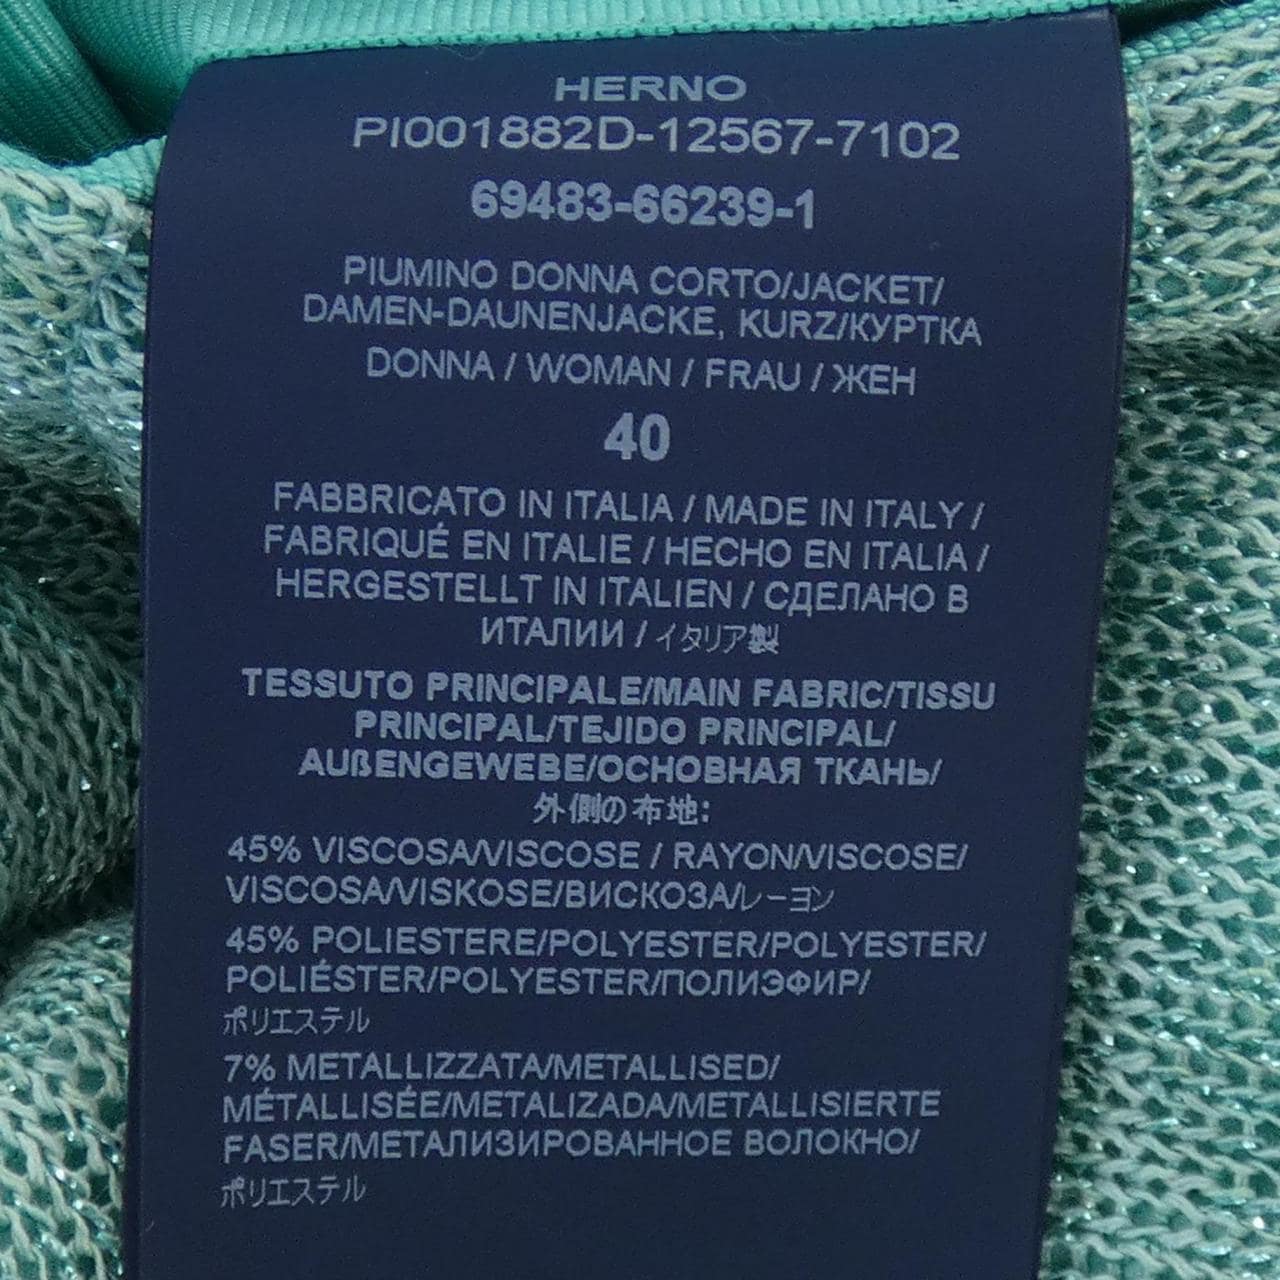 HERNO
PI001882D-12567-7102
69483-66239-1
PIUMINO DONNA CORTO/JACKET/
DAMEN-DAUNENJACKE, KURZ/КУРТКА
DONNA / WOMAN / FRAU / ЖЕН
40
FABBRICATO IN ITALIA / MADE IN ITALY /
FABRIQUÉ EN ITALIE / HECHO EN ITALIA /
HERGESTELLT IN ITALIEN / СДЕЛАНО В
ИТАЛИИ / イタリア製
TESSUTO PRINCIPALE/MAIN FABRIC/TISSU
PRINCIPAL/TEJIDO PRINCIPAL/
AUßENGEWEBE/ОСНОВНАЯ ТКАНЬ/
外側の布地:
45% VISCOSA/VISCOSE / RAYON/VISCOSE/
VISCOSA/VISKOSE/ВИСКОЗА/レーヨン
45% POLIESTERE/POLYESTER/POLYESTER/
POLIÉSTER/POLYESTER/ПОЛИЭФИР/
ポリエステル
7% METALLIZZATA/METALLISED/
MÉTALLISÉE/METALIZADA/METALLISIERTE
FASER/МЕТАЛИЗИРОВАННОЕ ВОЛОКНО/
ポリエステル